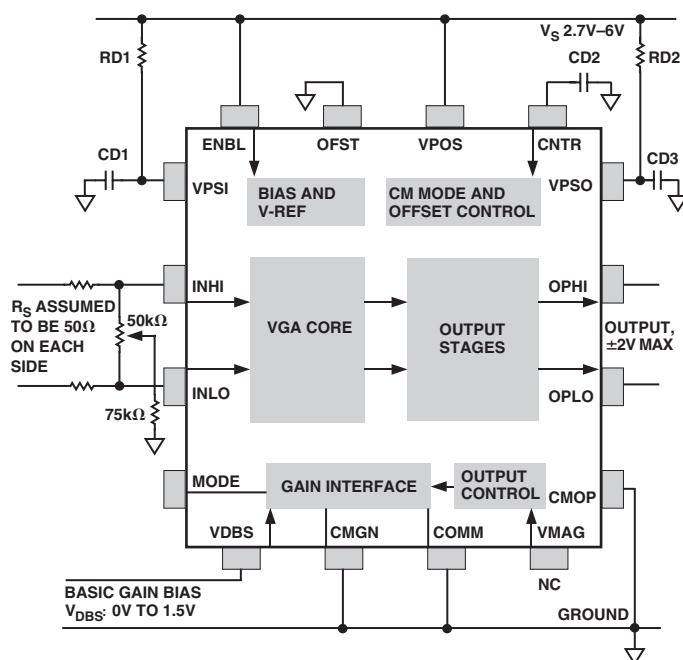 V_S 2.7V–6V
RD1
CD2
RD2
ENBL
OFST
VPOS
CNTR
CD1
CD3
VPSI
BIAS AND
V-REF
CM MODE AND
OFFSET CONTROL
VPSO
INHI
OPHI
R_S ASSUMED
TO BE 50Ω
ON EACH
SIDE
50kΩ
VGA CORE
OUTPUT
STAGES
OUTPUT,
±2V MAX
INLO
OPLO
75kΩ
MODE
GAIN INTERFACE
OUTPUT
CONTROL
CMOP
VDBS
CMGN
COMM
VMAG
NC
BASIC GAIN BIAS
V_DBS: 0V TO 1.5V
GROUND